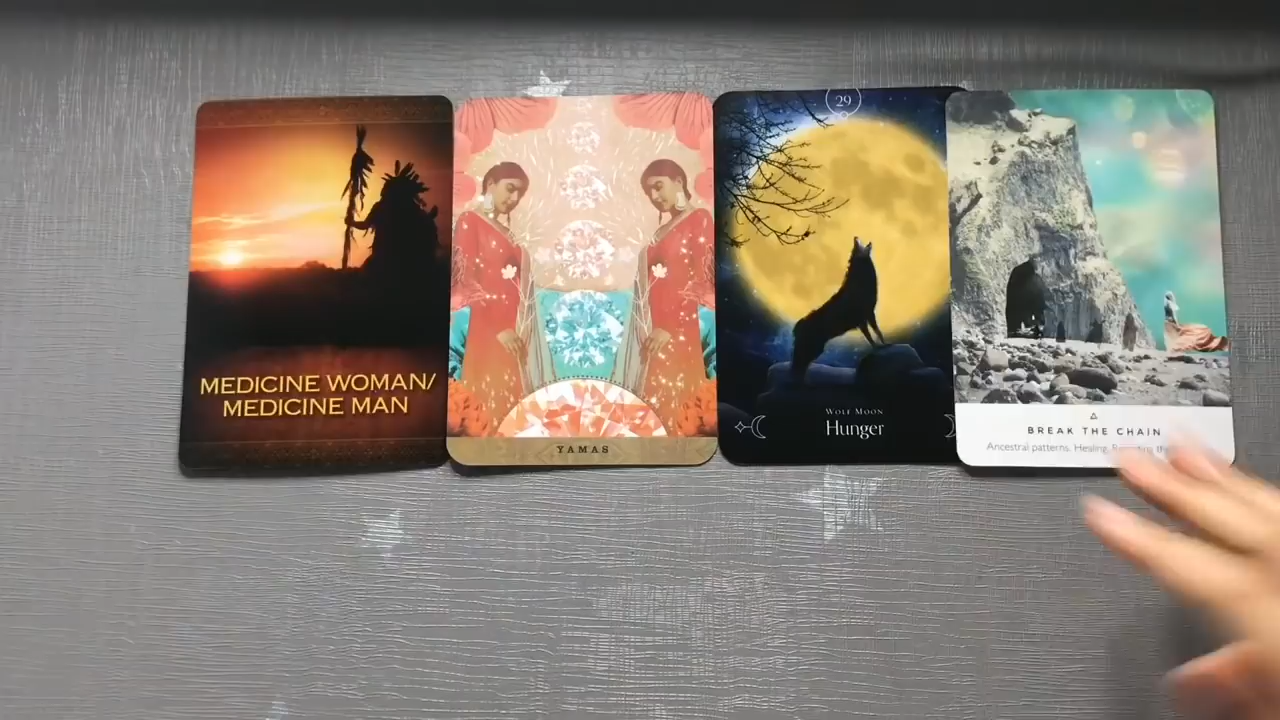 MEDICINE WOMAN/
MEDICINE MAN
YAMAS
29
WOLF MOON
Hunger
BREAK THE CHAIN
Ancestral patterns. Healing.